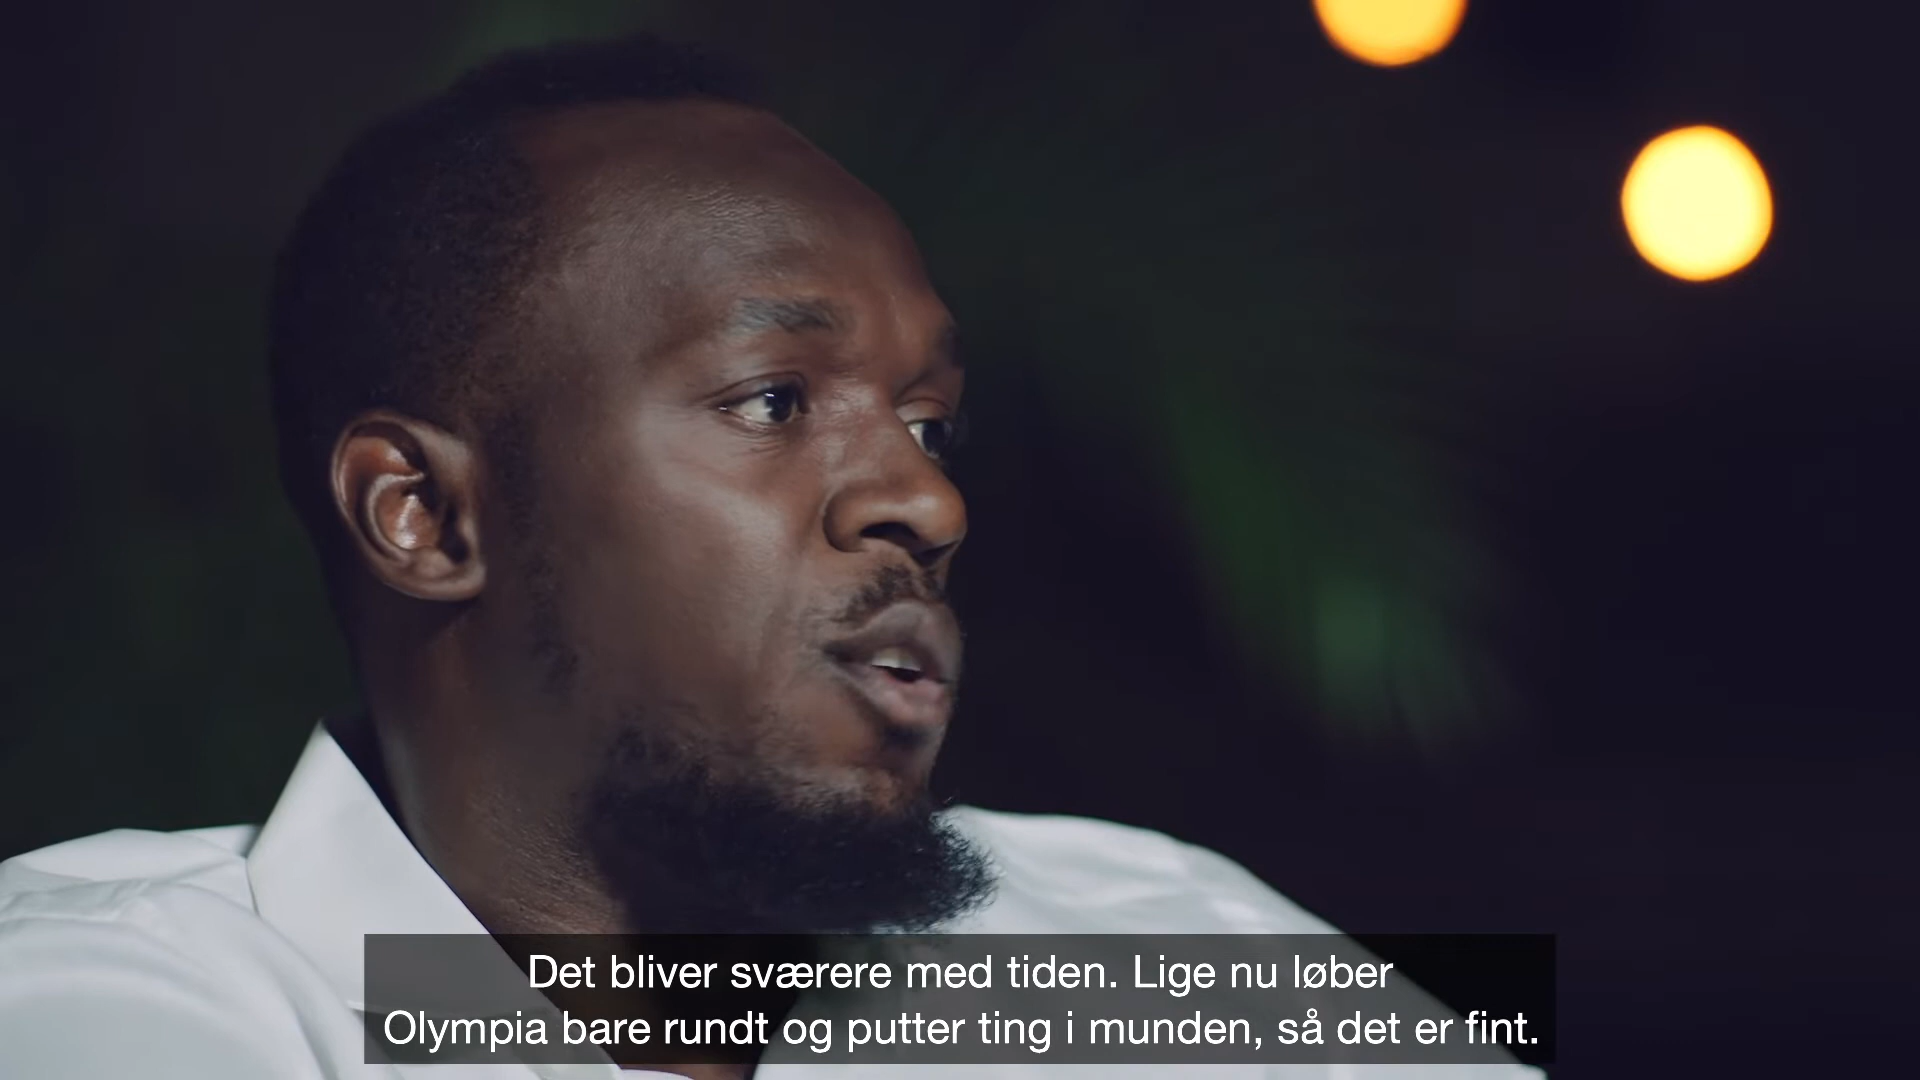 Det bliver sværere med tiden. Lige nu løber
Olympia bare rundt og putter ting i munden, så det er fint.